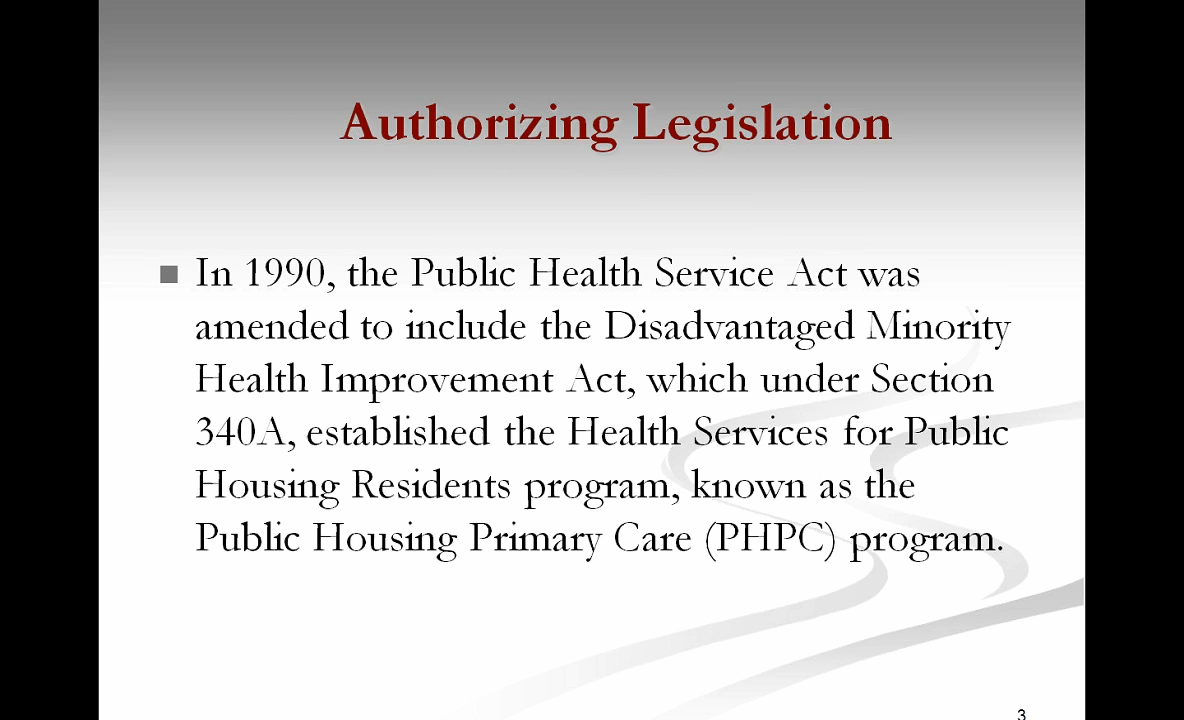 Authorizing Legislation
In 1990, the Public Health Service Act was
amended to include the Disadvantaged Minority
Health Improvement Act, which under Section
340A, established the Health Services for Public
Housing Residents program, known as the
Public Housing Primary Care (PHPC) program.
3